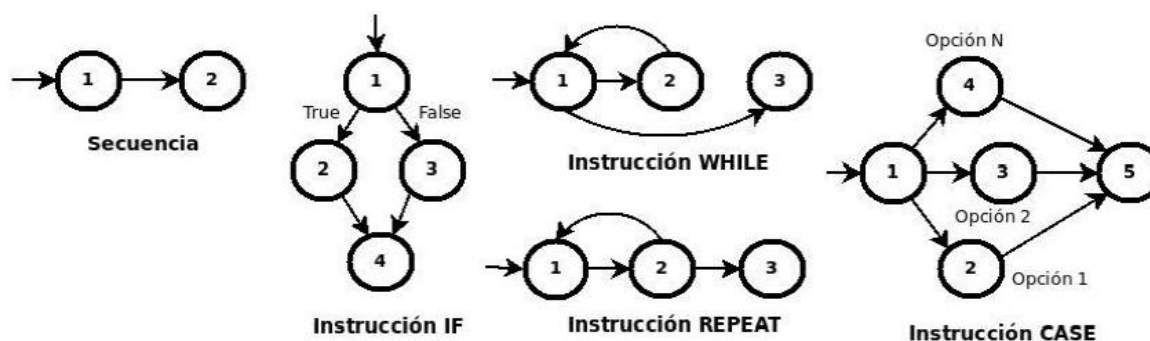 1
2
Secuencia
1
True
False
2
3
4
Instrucción IF
1
2
3
Instrucción WHILE
1
2
3
Instrucción REPEAT
Opción N
4
1
3
5
Opción 2
2
Opción 1
Instrucción CASE